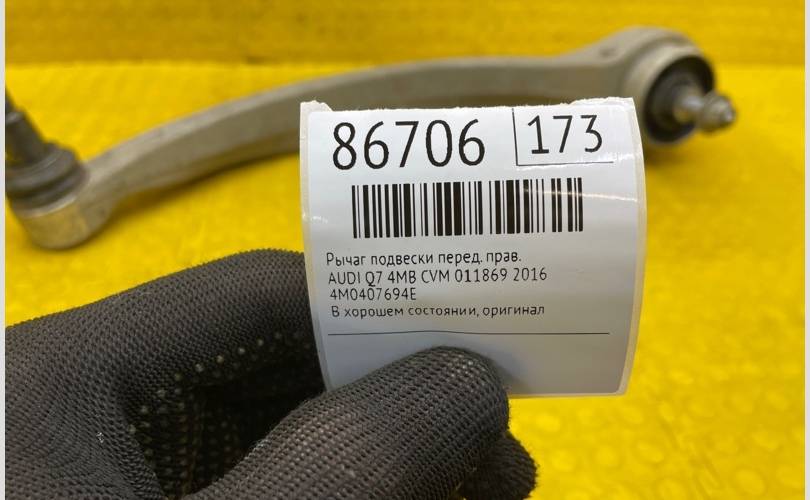 86706 173
Рычаг подвески перед. прав.
AUDI Q7 4MB CVM 011869 2016
4M0407694E
В хорошем состоянии, оригинал